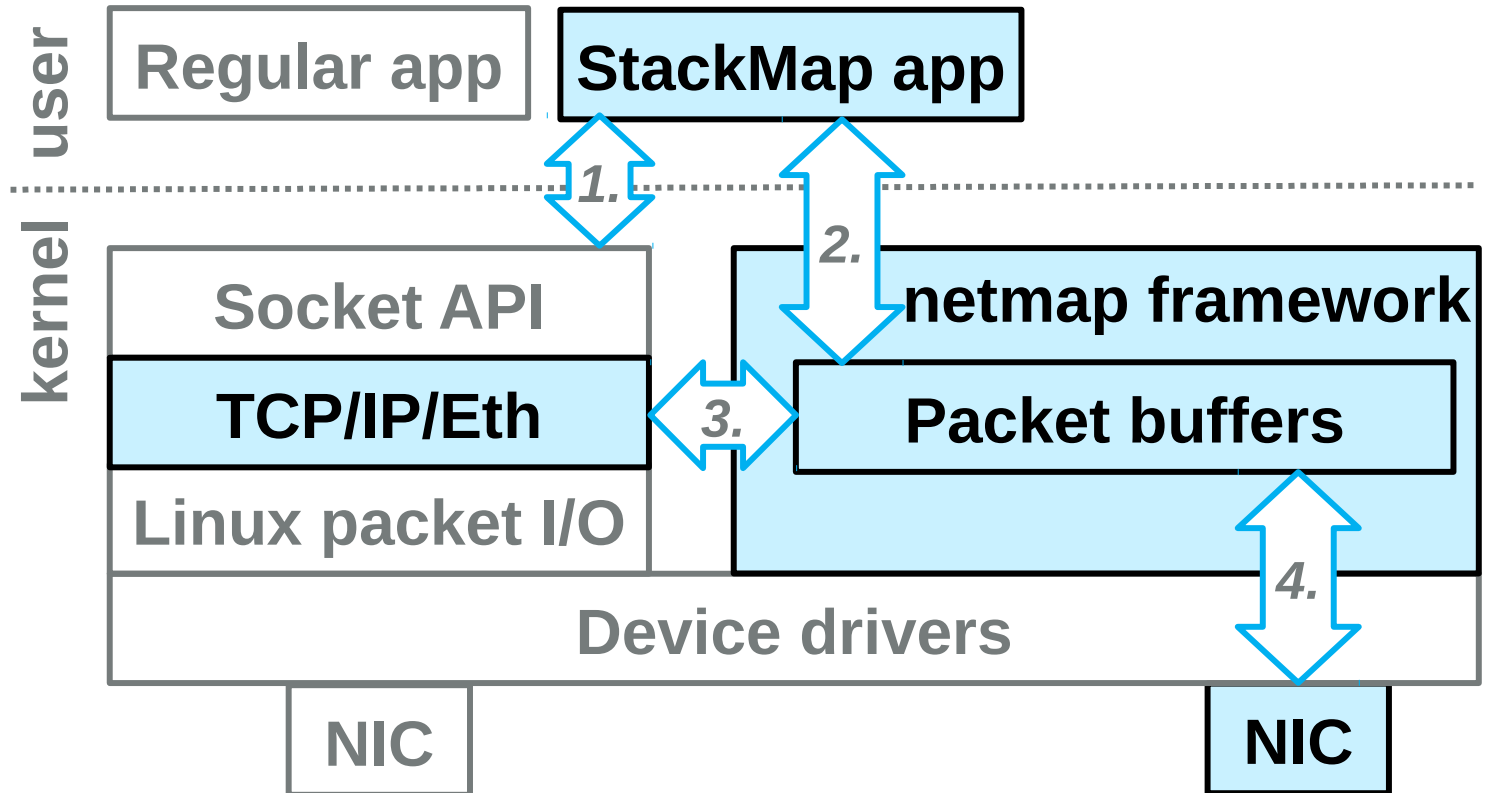 user
Regular app
StackMap app
1.
2.
kernel
Socket API
netmap framework
TCP/IP/Eth
3.
Packet buffers
Linux packet I/O
4.
Device drivers
NIC
NIC